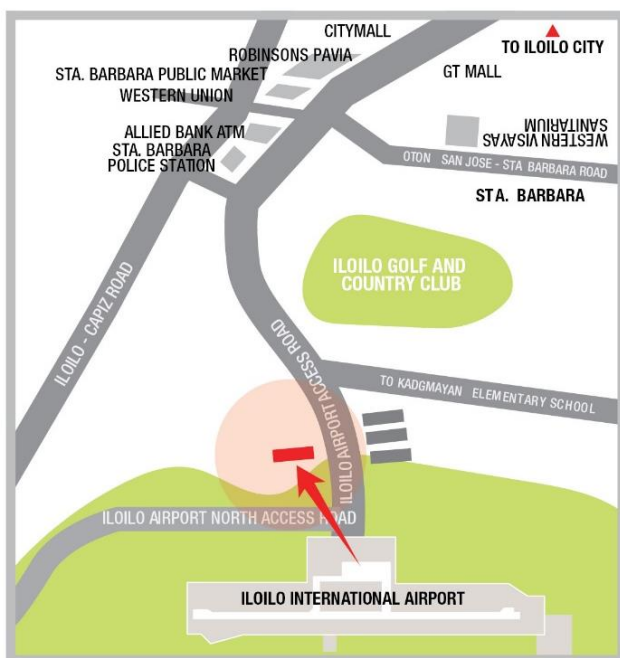 CITYMALL
TO ILOILO CITY
ROBINSONS PAVIA
STA. BARBARA PUBLIC MARKET
GT MALL
WESTERN UNION
WESTERN VISAYAS
SANITARIUM
ALLIED BANK ATM
STA. BARBARA
POLICE STATION
OTON SAN JOSE - STA BARBARA ROAD
STA. BARBARA
ILOILO GOLF AND
COUNTRY CLUB
ILOILO - CAPIZ ROAD
ILOILO AIRPORT ACCESS ROAD
TO KADGMAYAN ELEMENTARY SCHOOL
ILOILO AIRPORT NORTH ACCESS ROAD
ILOILO INTERNATIONAL AIRPORT